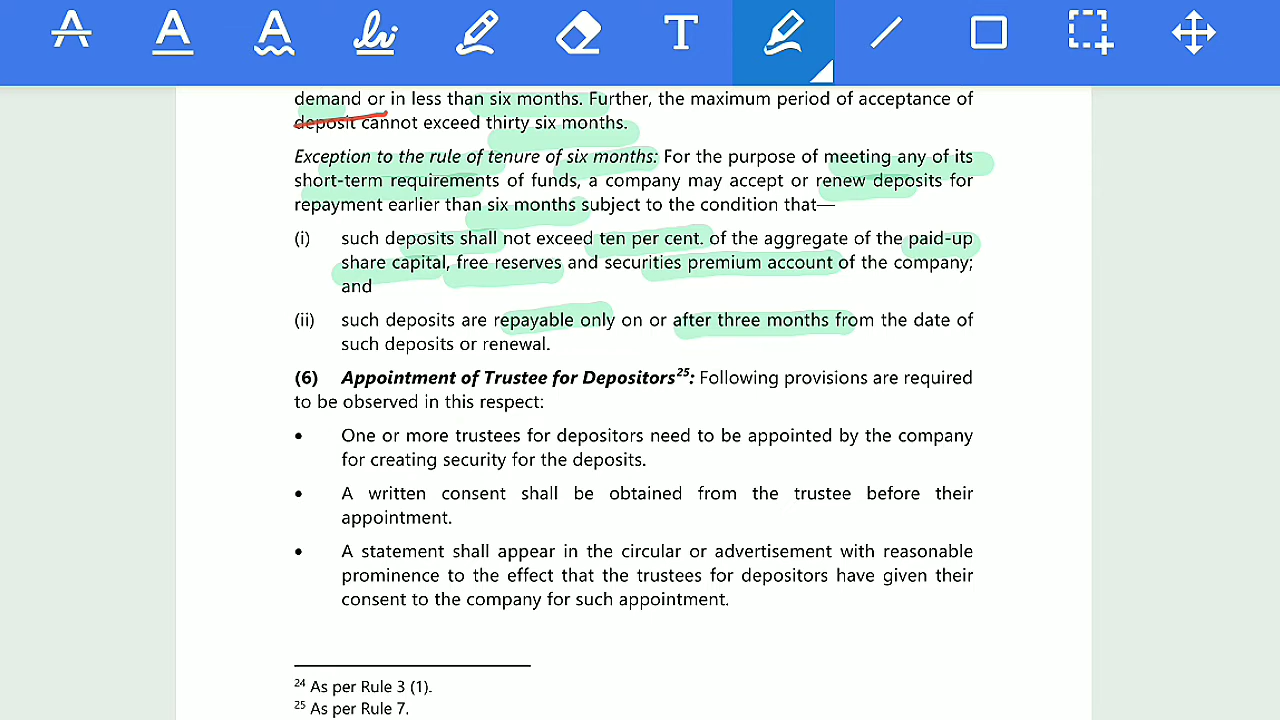 demand or in less than six months. Further, the maximum period of acceptance of
deposit cannot exceed thirty six months.
Exception to the rule of tenure of six months: For the purpose of meeting any of its
short-term requirements of funds, a company may accept or renew deposits for
repayment earlier than six months subject to the condition that—
(i) such deposits shall not exceed ten per cent. of the aggregate of the paid-up
share capital, free reserves and securities premium account of the company;
and
(ii) such deposits are repayable only on or after three months from the date of
such deposits or renewal.
(6) Appointment of Trustee for Depositors25: Following provisions are required
to be observed in this respect:
• One or more trustees for depositors need to be appointed by the company
for creating security for the deposits.
• A written consent shall be obtained from the trustee before their
appointment.
• A statement shall appear in the circular or advertisement with reasonable
prominence to the effect that the trustees for depositors have given their
consent to the company for such appointment.
24 As per Rule 3 (1).
25 As per Rule 7.